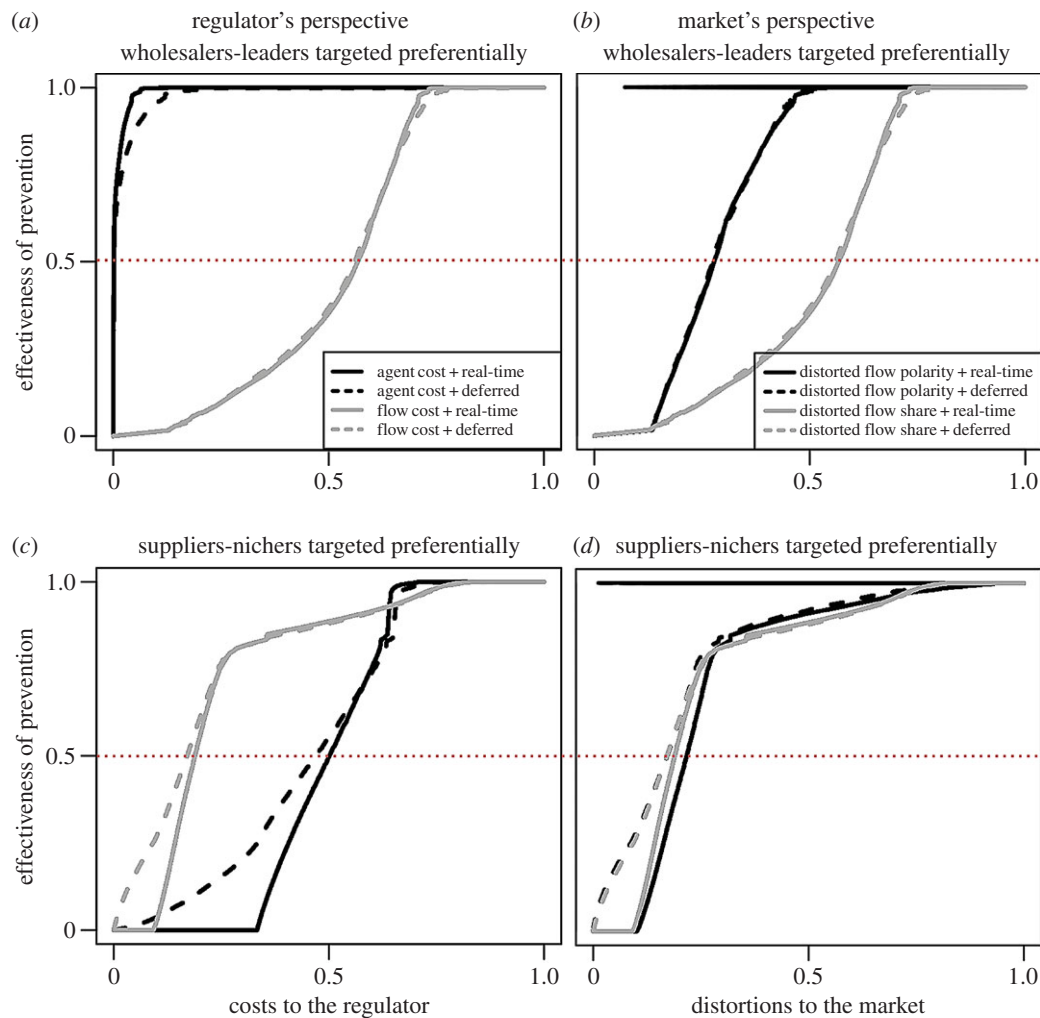 (a) regulator's perspective
wholesalers-leaders targeted preferentially
(b) market's perspective
wholesalers-leaders targeted preferentially
effectiveness of prevention
1.0
0.5
0
agent cost + real-time
agent cost + deferred
flow cost + real-time
flow cost + deferred
0 0.5 1.0
distorted flow polarity + real-time
distorted flow polarity + deferred
distorted flow share + real-time
distorted flow share + deferred
0 0.5 1.0
(c) suppliers-nichers targeted preferentially
(d) suppliers-nichers targeted preferentially
effectiveness of prevention
1.0
0.5
0
0 0.5 1.0
costs to the regulator
0 0.5 1.0
distortions to the market